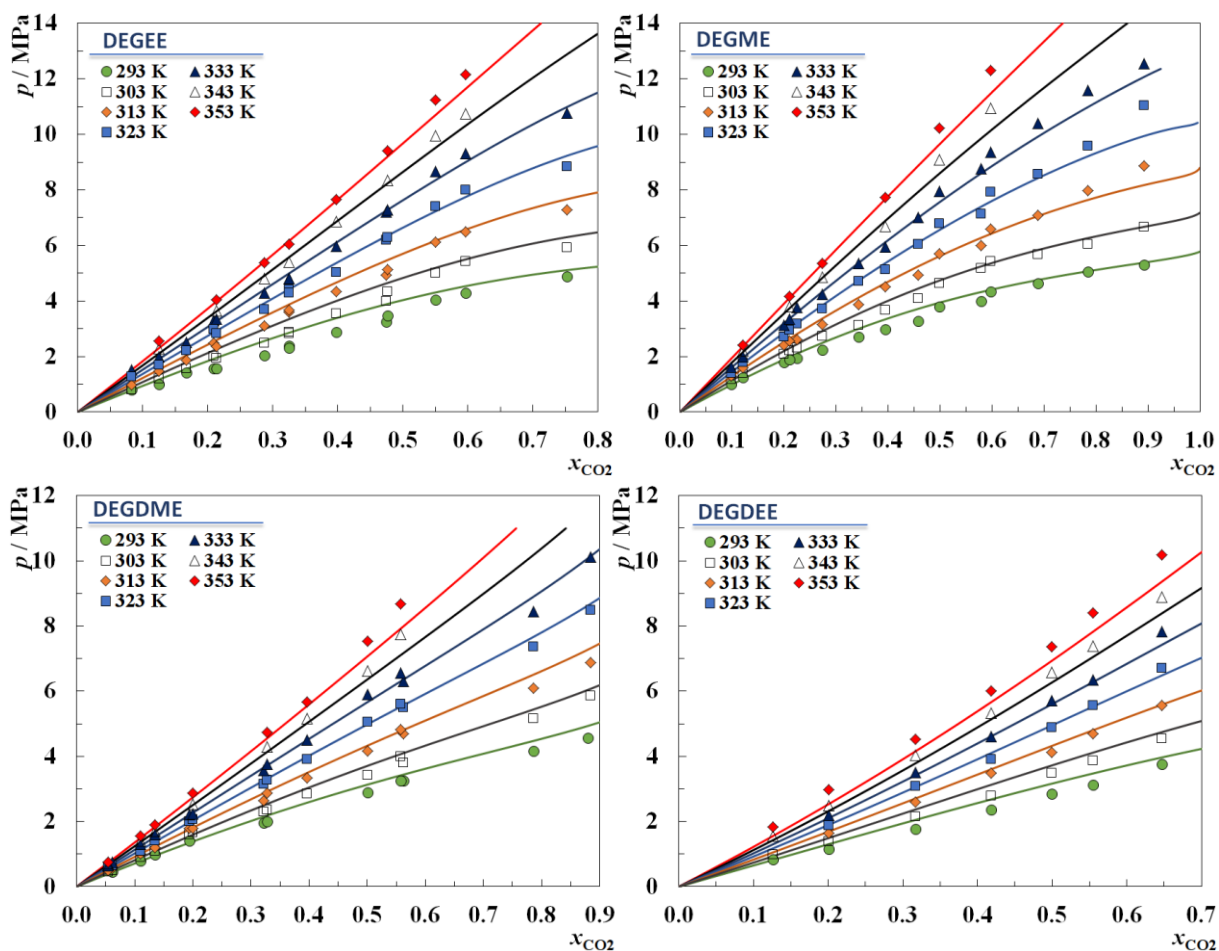 DEGEE
293 K 333 K
303 K 343 K
313 K 353 K
323 K
p / MPa
14
12
10
8
6
4
2
0
0.0 0.1 0.2 0.3 0.4 0.5 0.6 0.7 0.8
xCO2
DEGME
293 K 333 K
303 K 343 K
313 K 353 K
323 K
p / MPa
14
12
10
8
6
4
2
0
0.0 0.1 0.2 0.3 0.4 0.5 0.6 0.7 0.8 0.9 1.0
xCO2
DEGDME
293 K 333 K
303 K 343 K
313 K 353 K
323 K
p / MPa
12
10
8
6
4
2
0
0.0 0.1 0.2 0.3 0.4 0.5 0.6 0.7 0.8 0.9
xCO2
DEGDEE
293 K 333 K
303 K 343 K
313 K 353 K
323 K
p / MPa
12
10
8
6
4
2
0
0.0 0.1 0.2 0.3 0.4 0.5 0.6 0.7
xCO2